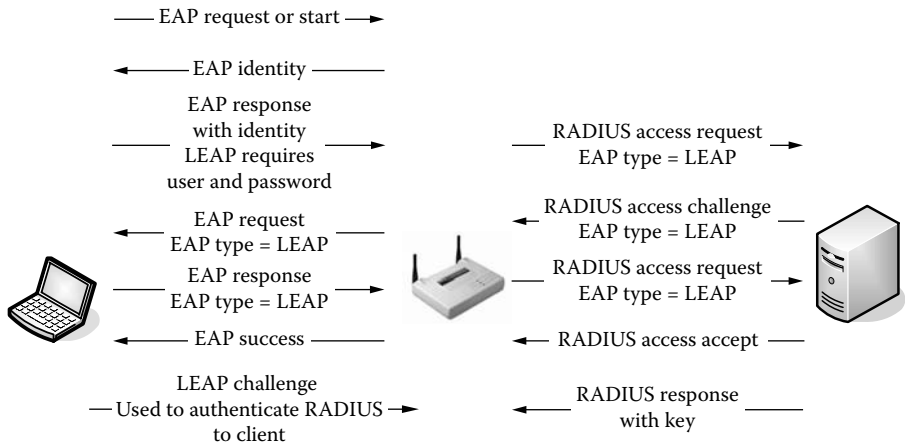 EAP request or start
EAP identity
EAP response
with identity
LEAP requires
user and password
RADIUS access request
EAP type = LEAP
EAP request
EAP type = LEAP
RADIUS access challenge
EAP type = LEAP
EAP response
EAP type = LEAP
RADIUS access request
EAP type = LEAP
EAP success
RADIUS access accept
LEAP challenge
Used to authenticate RADIUS
to client
RADIUS response
with key